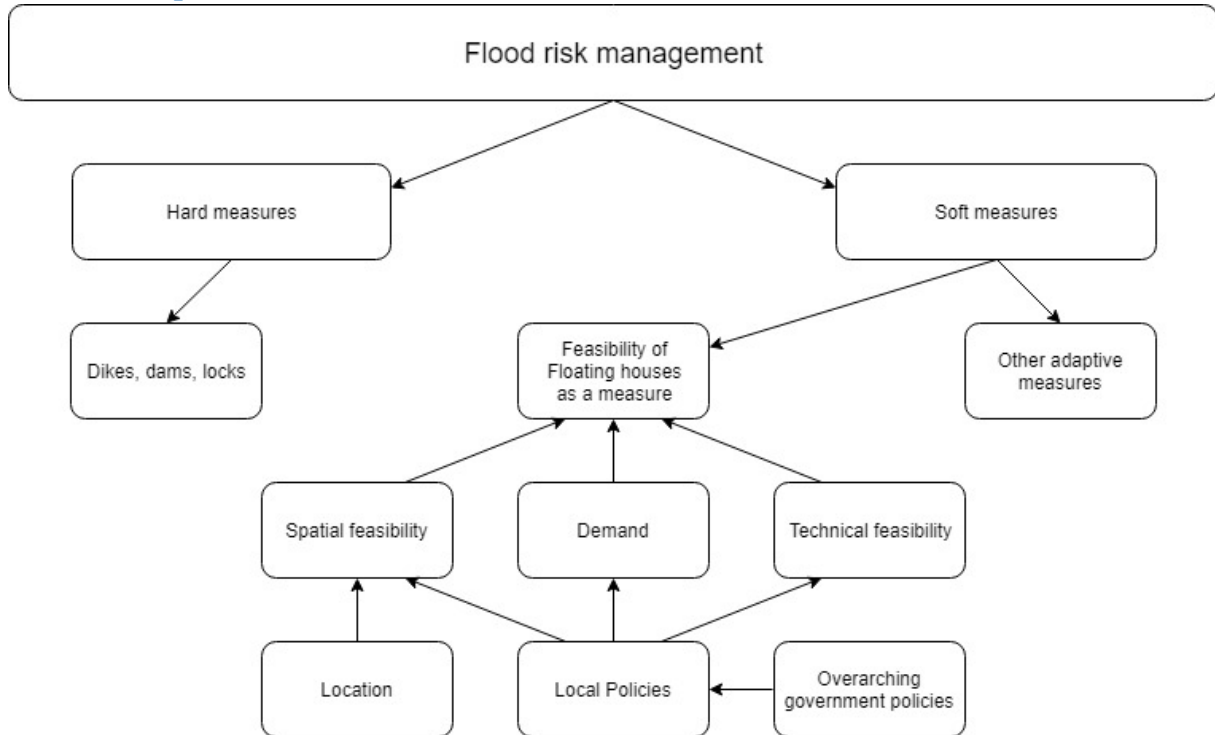 Flood risk management
Hard measures
Soft measures
Dikes, dams, locks
Feasibility of
Floating houses
as a measure
Other adaptive
measures
Spatial feasibility
Demand
Technical feasibility
Location
Local Policies
Overarching
government policies